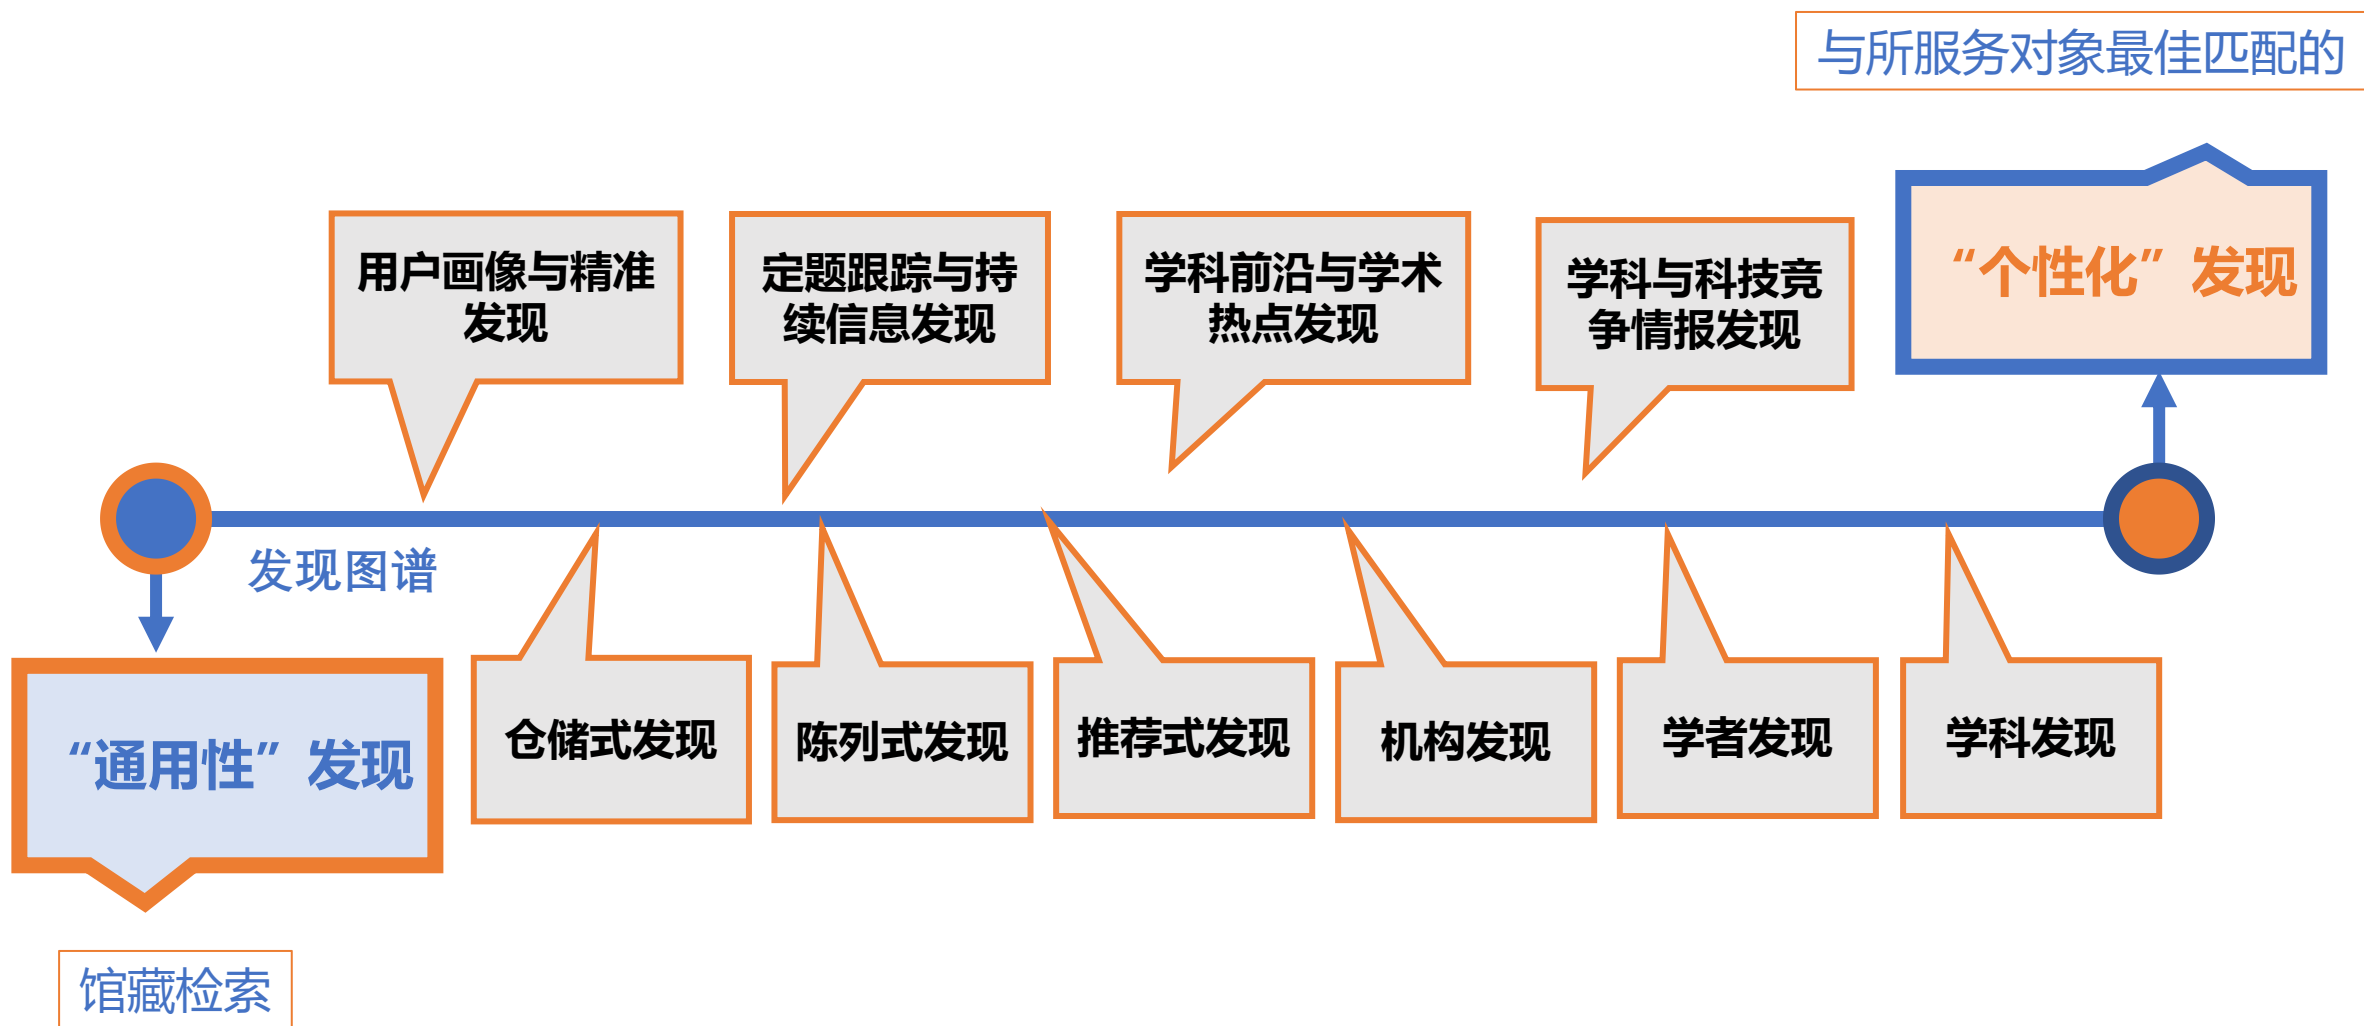 与所服务对象最佳匹配的
用户画像与精准
发现
定题跟踪与持
续信息发现
学科前沿与学术
热点发现
学科与科技竞
争情报发现
“个性化”发现
发现图谱
“通用性”发现
仓储式发现
陈列式发现
推荐式发现
机构发现
学者发现
学科发现
馆藏检索